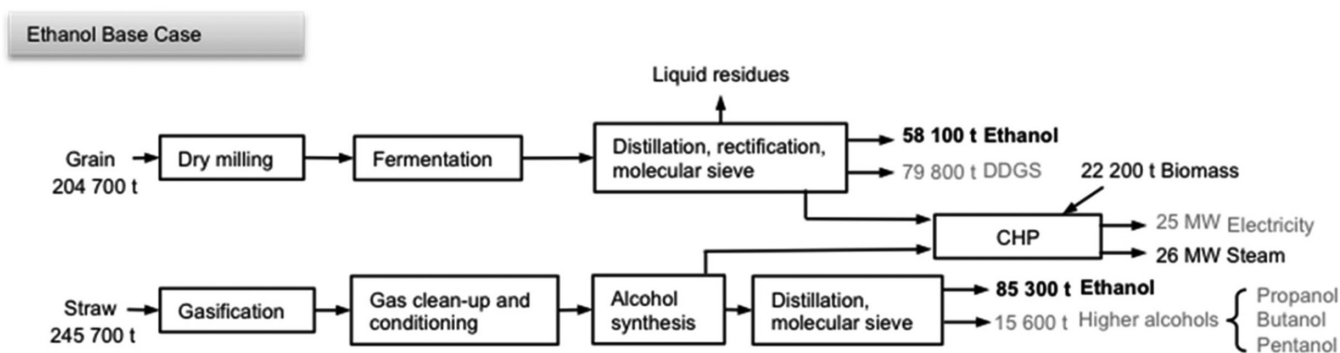 Ethanol Base Case
Liquid residues
Grain
204 700 t
Dry milling
Fermentation
Distillation, rectification,
molecular sieve
58 100 t Ethanol
79 800 t DDGS
22 200 t Biomass
CHP
25 MW Electricity
26 MW Steam
Straw
245 700 t
Gasification
Gas clean-up and
conditioning
Alcohol
synthesis
Distillation,
molecular sieve
85 300 t Ethanol
15 600 t Higher alcohols
Propanol
Butanol
Pentanol